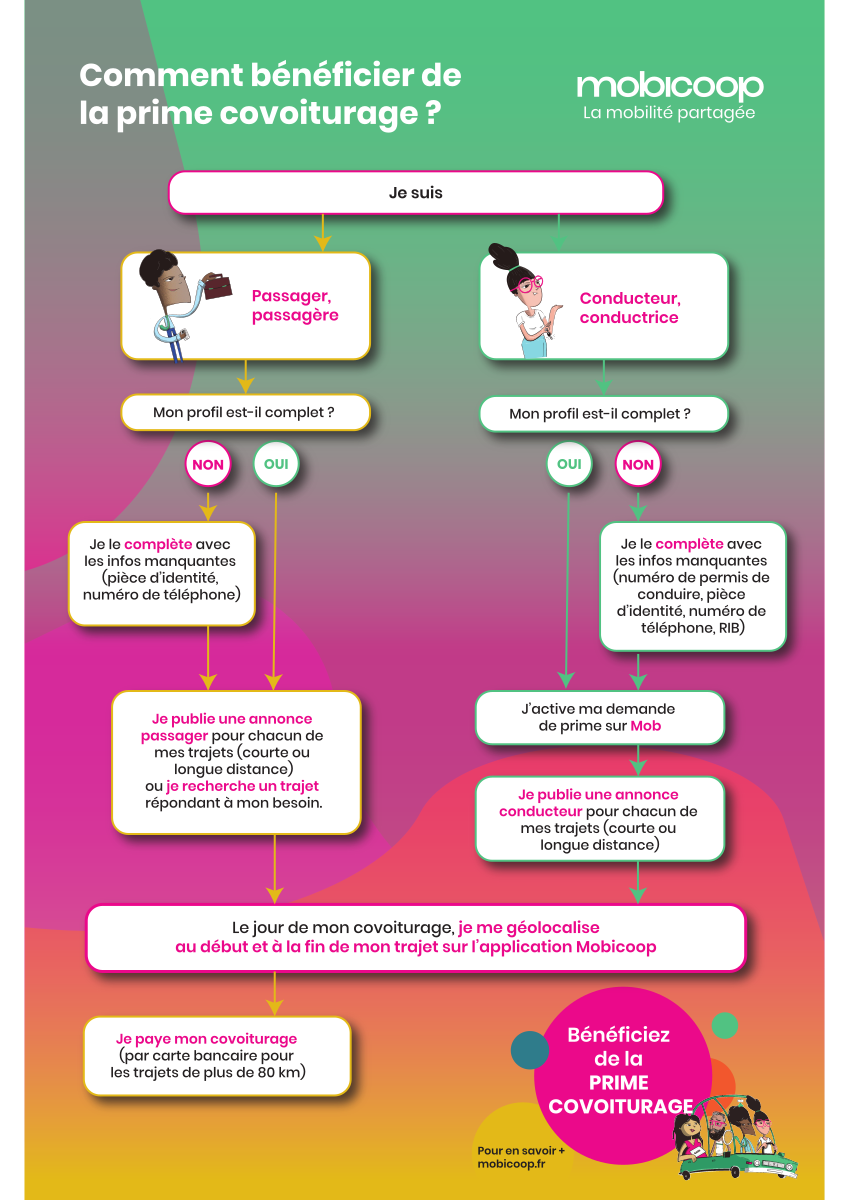 Comment bénéficier de
la prime covoiturage ?
mobicoop
La mobilité partagée
Je suis
Passager,
passagère
Conducteur,
conductrice
Mon profil est-il complet ?
Mon profil est-il complet ?
NON
OUI
OUI
NON
Je le complète avec
les infos manquantes
(pièce d'identité,
numéro de téléphone)
Je le complète avec
les infos manquantes
(numéro de permis de
conduire, pièce
d'identité, numéro de
téléphone, RIB)
Je publie une annonce
passager pour chacun de
mes trajets (courte ou
longue distance)
ou je recherche un trajet
répondant à mon besoin.
J'active ma demande
de prime sur Mob
Je publie une annonce
conducteur pour chacun de
mes trajets (courte ou
longue distance)
Le jour de mon covoiturage, je me géolocalise
au début et à la fin de mon trajet sur l'application Mobicoop
Je paye mon covoiturage
(par carte bancaire pour
les trajets de plus de 80 km)
Bénéficiez
de la
PRIME
COVOITURAGE
Pour en savoir +
mobicoop.fr